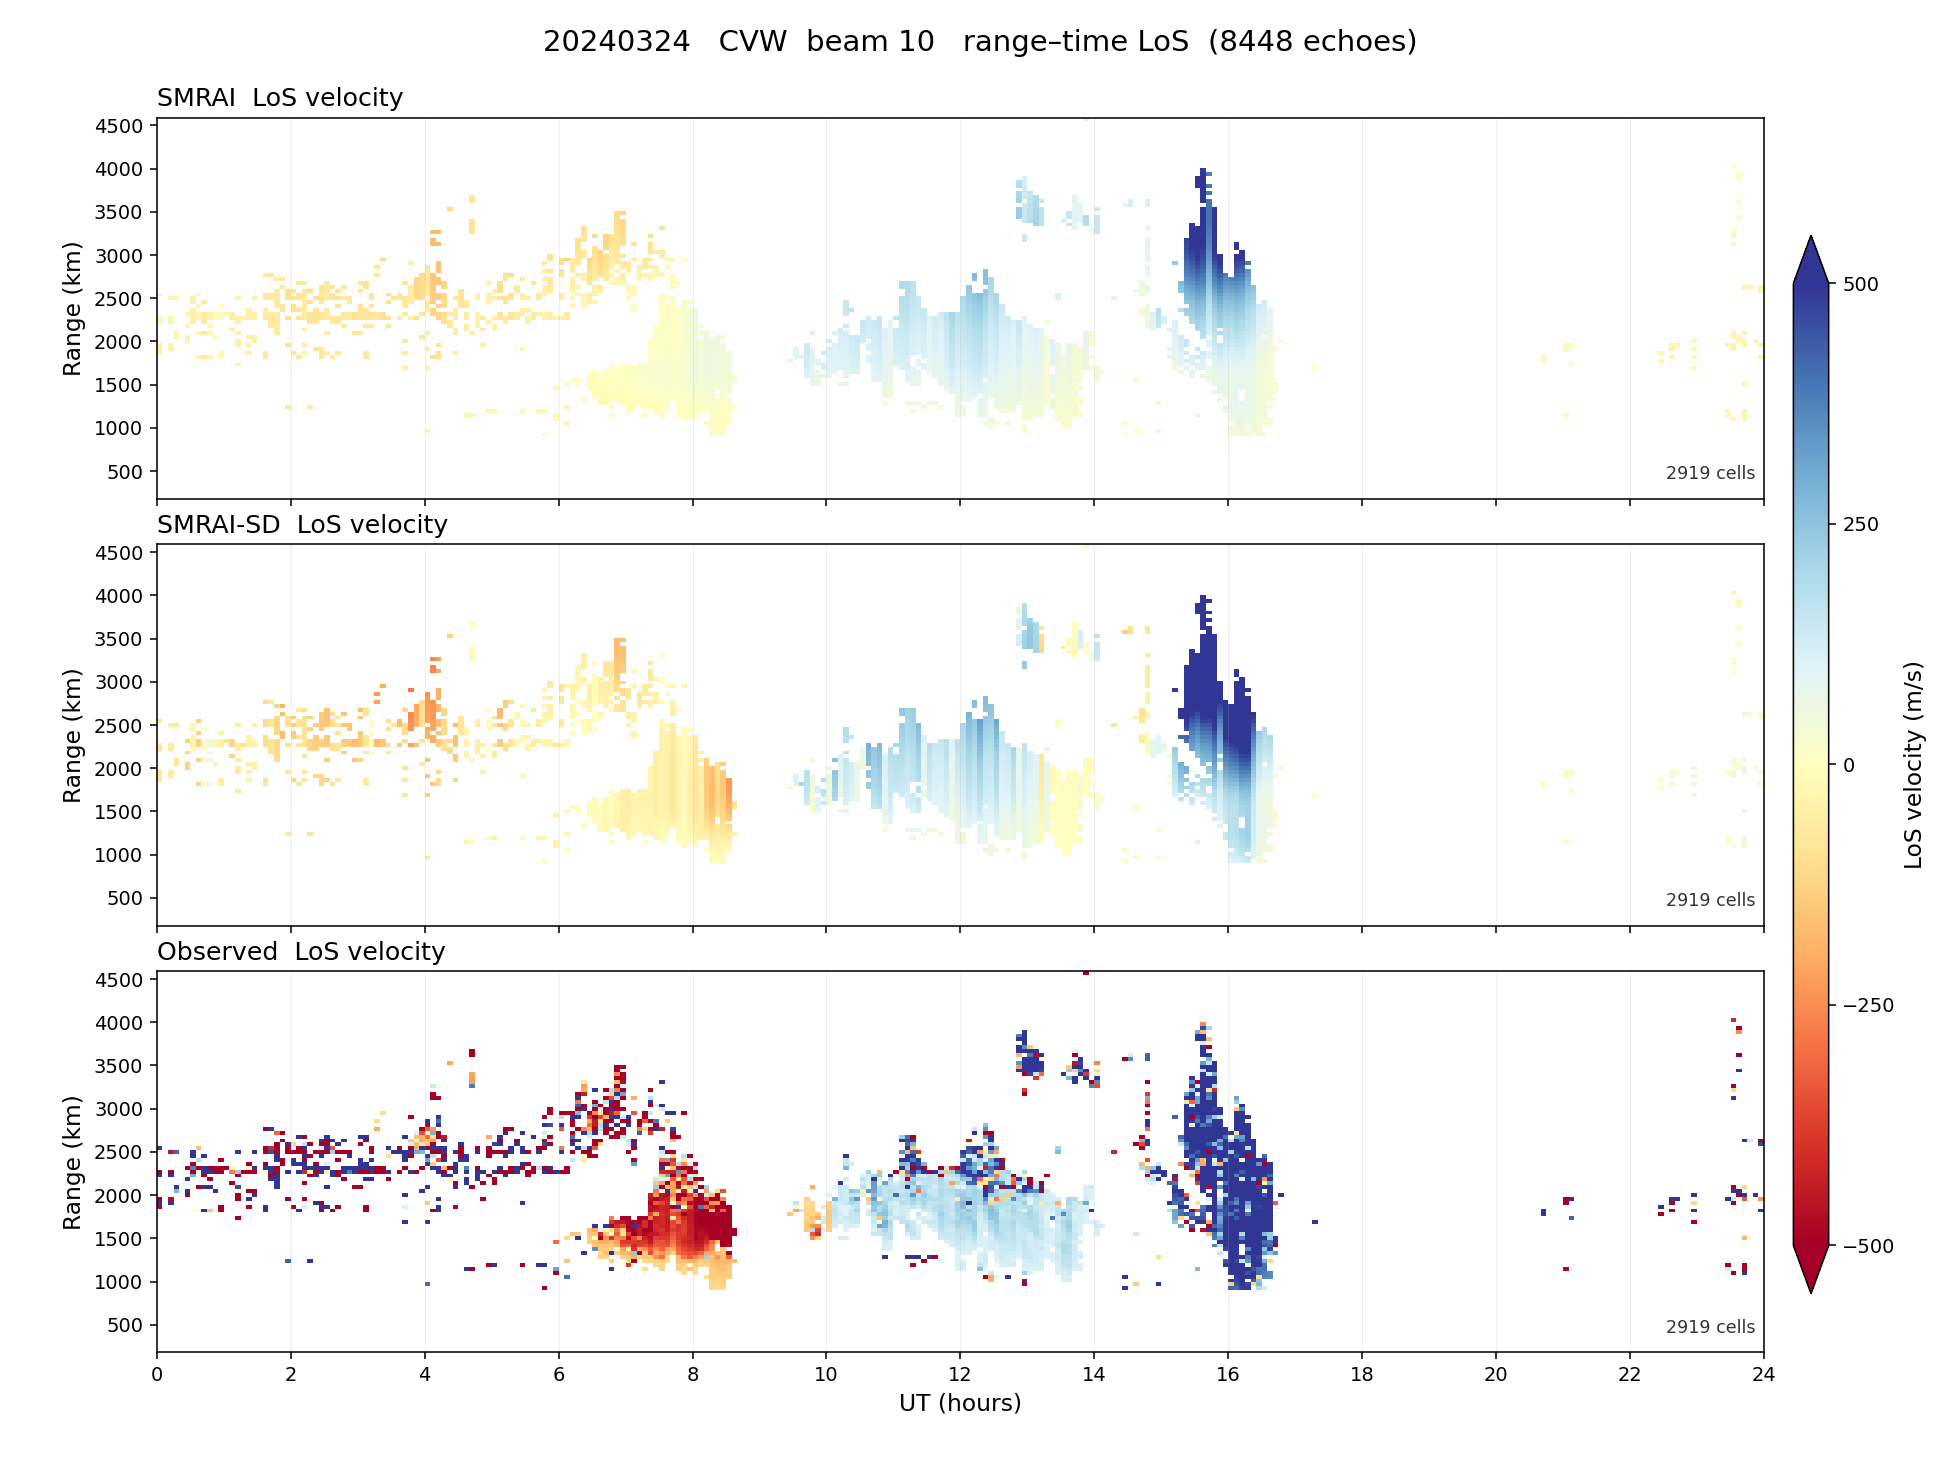 20240324   CVW  beam 10   range–time LoS  (8448 echoes)
SMRAI  LoS velocity
4500
4000
3500
3000
2500
2000
1500
1000
500
Range (km)
2919 cells
SMRAI-SD  LoS velocity
4500
4000
3500
3000
2500
2000
1500
1000
500
Range (km)
2919 cells
Observed  LoS velocity
4500
4000
3500
3000
2500
2000
1500
1000
500
Range (km)
2919 cells
0 2 4 6 8 10 12 14 16 18 20 22 24
UT (hours)
500
250
0
−250
−500
LoS velocity (m/s)